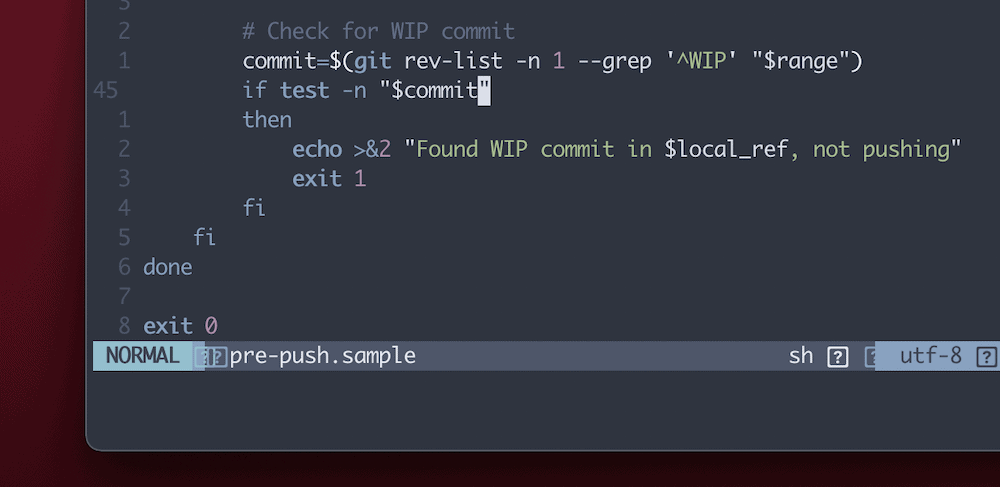 3
2 # Check for WIP commit
1 commit=$(git rev-list -n 1 --grep '^WIP' "$range")
45 if test -n "$commit"
1 then
2 echo >&2 "Found WIP commit in $local_ref, not pushing"
3 exit 1
4 fi
5 fi
6 done
7
8 exit 0
NORMAL ? ? pre-push.sample sh ? ? utf-8 ?